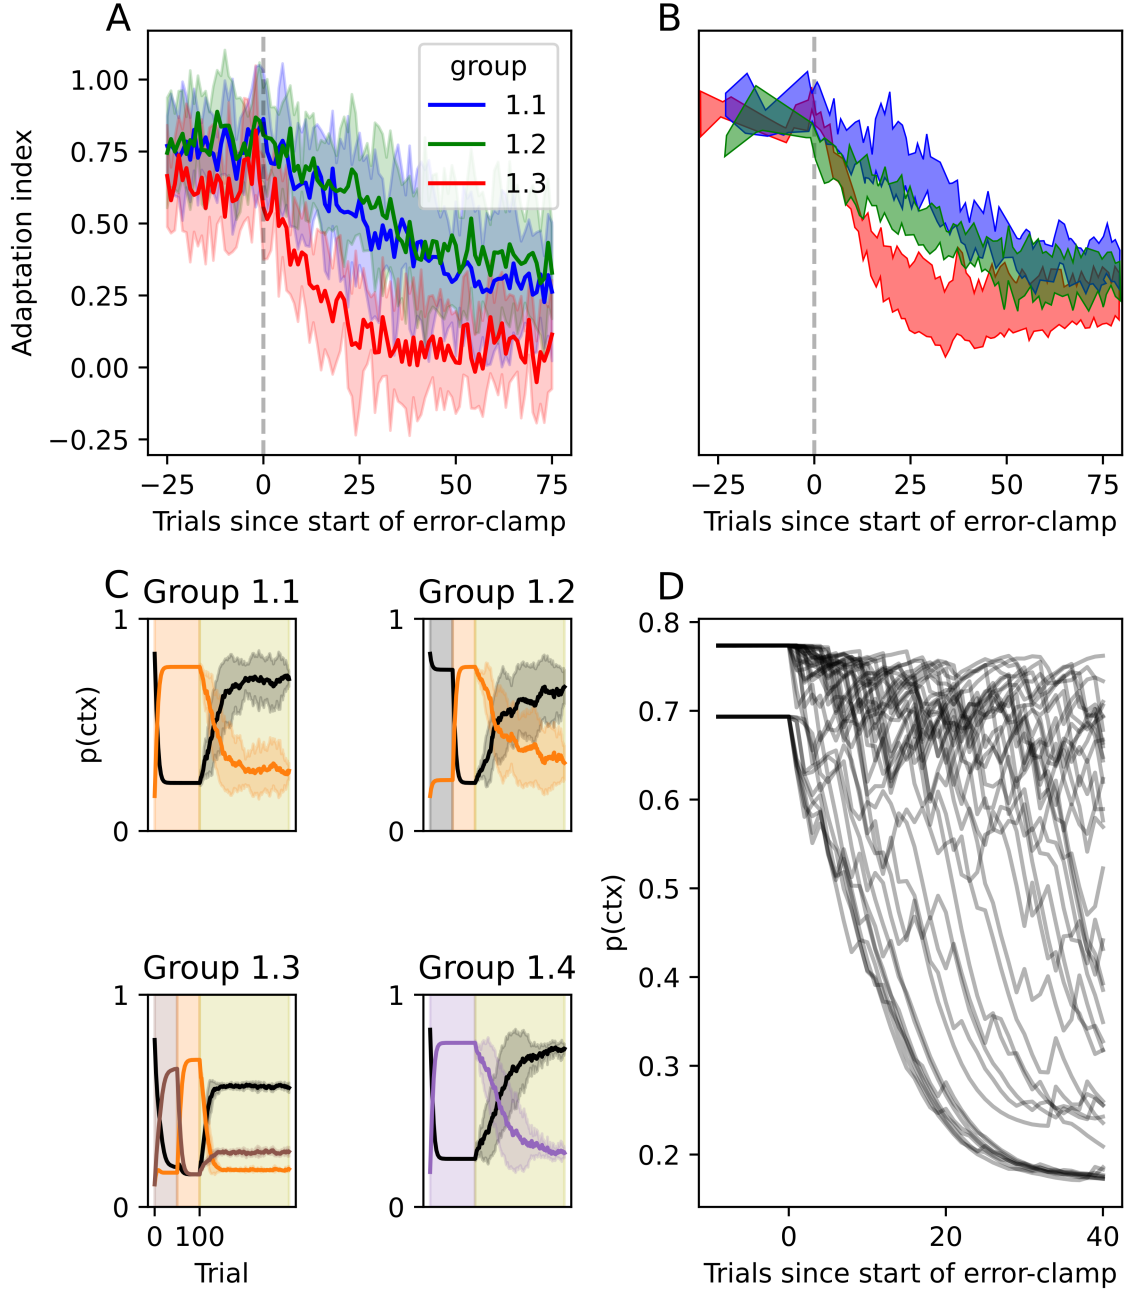 A
B
Adaptation index
1.00
0.75
0.50
0.25
0.00
−0.25
group
1.1
1.2
1.3
−25 0 25 50 75
Trials since start of error-clamp
−25 0 25 50 75
Trials since start of error-clamp
C
Group 1.1
Group 1.2
D
p(ctx)
1
0
1
0
Group 1.3
Group 1.4
1
0
0 100
Trial
1
0
p(ctx)
0.8
0.7
0.6
0.5
0.4
0.3
0.2
0 20 40
Trials since start of error-clamp